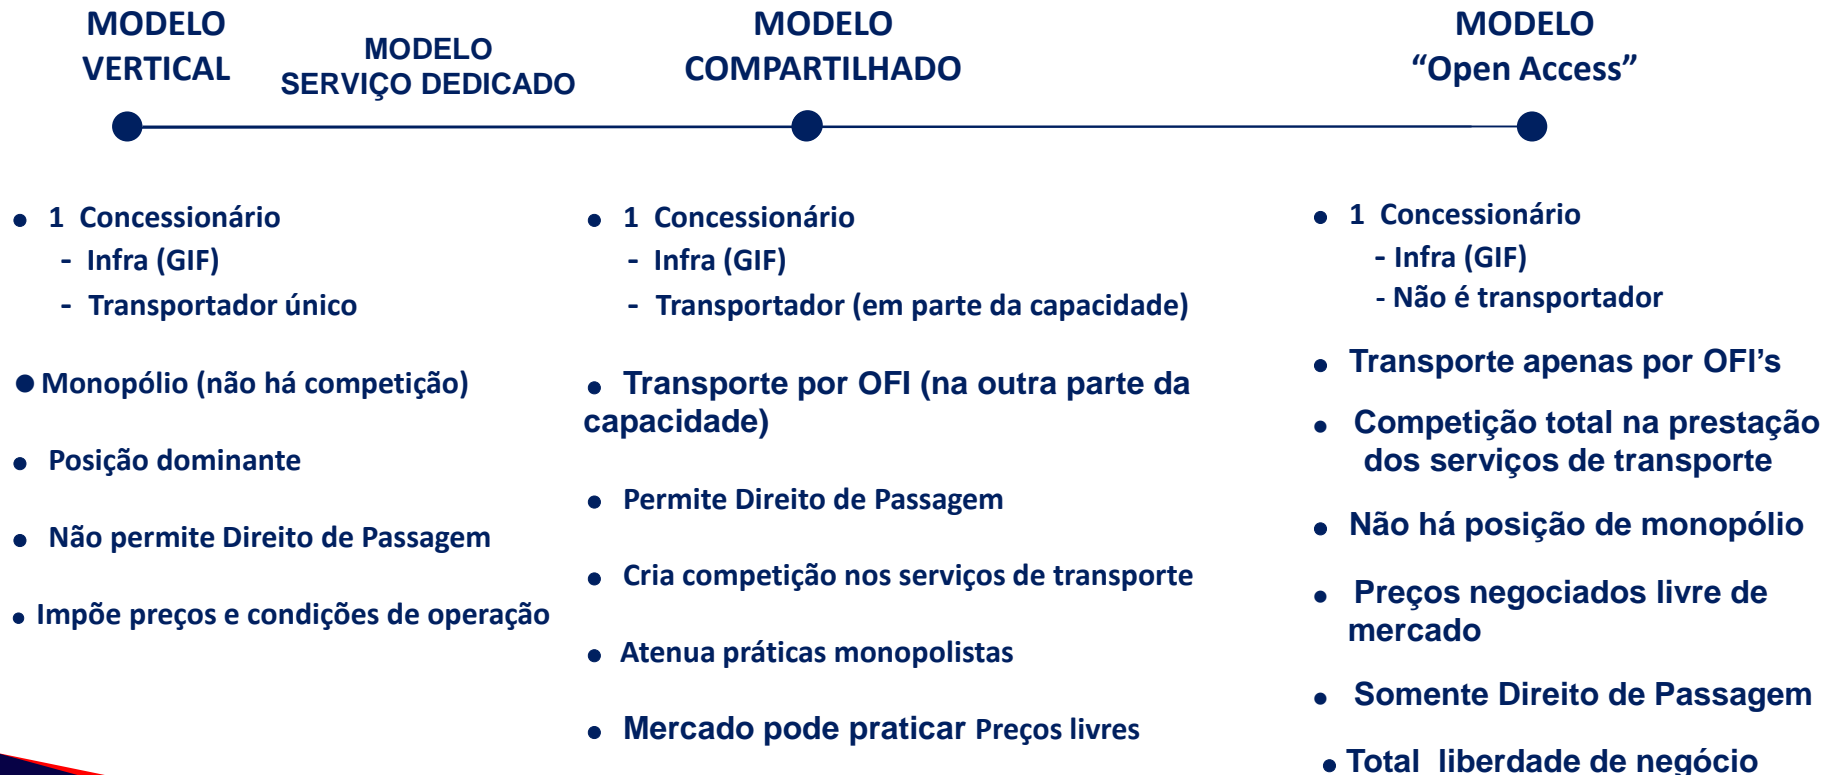 MODELO
VERTICAL
MODELO
SERVIÇO DEDICADO
MODELO
COMPARTILHADO
MODELO
“Open Access”
● 1 Concessionário
- Infra (GIF)
- Transportador único
● Monopólio (não há competição)
● Posição dominante
● Não permite Direito de Passagem
● Impõe preços e condições de operação
● 1 Concessionário
- Infra (GIF)
- Transportador (em parte da capacidade)
● Transporte por OFI (na outra parte da
capacidade)
● Permite Direito de Passagem
● Cria competição nos serviços de transporte
● Atenua práticas monopolistas
● Mercado pode praticar Preços livres
● 1 Concessionário
- Infra (GIF)
- Não é transportador
● Transporte apenas por OFI’s
● Competição total na prestação
dos serviços de transporte
● Não há posição de monopólio
● Preços negociados livre de
mercado
● Somente Direito de Passagem
● Total liberdade de negócio